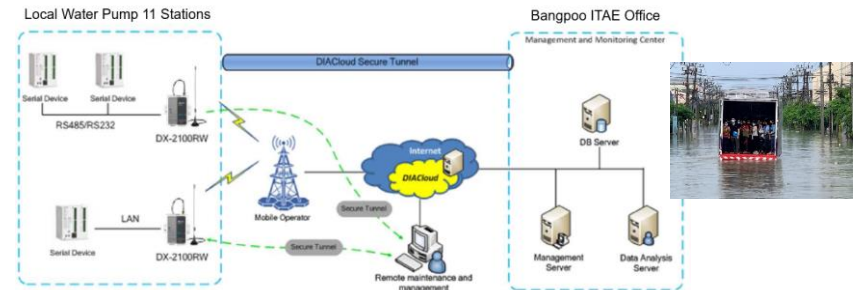 Local Water Pump 11 Stations
Bangpoo ITAE Office
Management and Monitoring Center
DIACloud Secure Tunnel
Serial Device
Serial Device
RS485/RS232
DX-2100RW
DB Server
Internet
DIACloud
Mobile Operator
Secure Tunnel
LAN
Secure Tunnel
Serial Device
DX-2100RW
Remote maintenance and
management
Management
Server
Data Analysis
Server